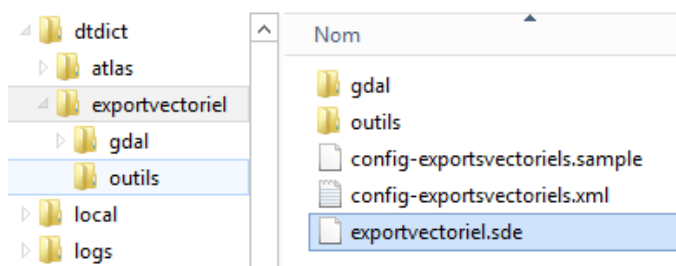 dtdict
atlas
exportvectoriel
gdal
outils
local
logs
Nom
gdal
outils
config-exportsvectoriels.sample
config-exportsvectoriels.xml
exportvectoriel.sde